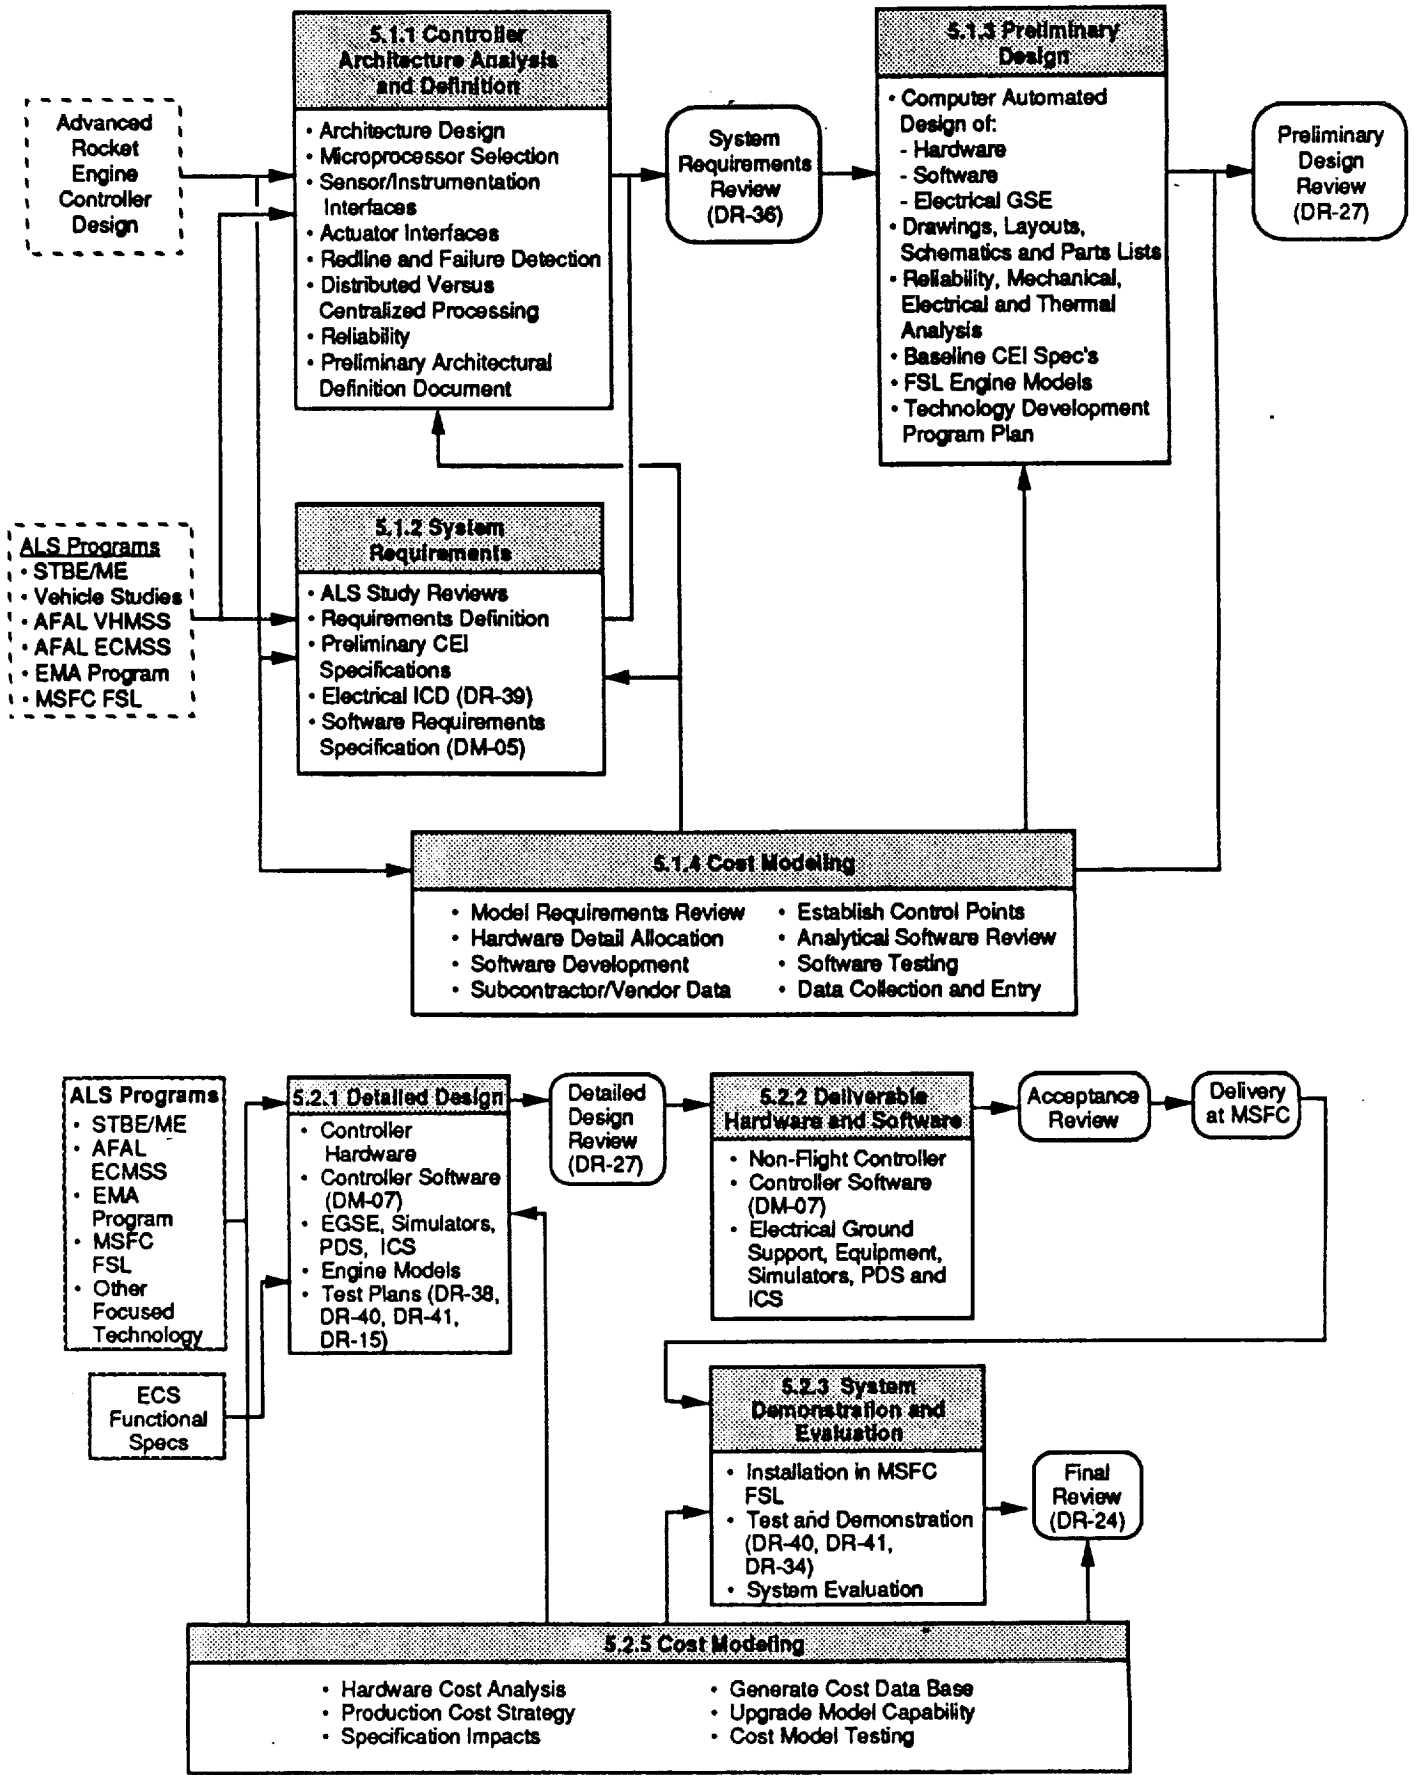 5.1.1 Controller
Architecture Analysis
and Definition
• Architecture Design
• Microprocessor Selection
• Sensor/Instrumentation
Interfaces
• Actuator Interfaces
• Redline and Failure Detection
• Distributed Versus
Centralized Processing
• Reliability
• Preliminary Architectural
Definition Document
Advanced
Rocket
Engine
Controller
Design
System
Requirements
Review
(DR-36)
5.1.3 Preliminary
Design
• Computer Automated
Design of:
- Hardware
- Software
- Electrical GSE
• Drawings, Layouts,
Schematics and Parts Lists
• Reliability, Mechanical,
Electrical and Thermal
Analysis
• Baseline CEI Spec's
• FSL Engine Models
• Technology Development
Program Plan
Preliminary
Design
Review
(DR-27)
ALS Programs
• STBE/ME
• Vehicle Studies
• AFAL VHMSS
• AFAL ECMSS
• EMA Program
• MSFC FSL
5.1.2 System
Requirements
• ALS Study Reviews
• Requirements Definition
• Preliminary CEI
Specifications
• Electrical ICD (DR-39)
• Software Requirements
Specification (DM-05)
5.1.4 Cost Modeling
• Model Requirements Review
• Hardware Detail Allocation
• Software Development
• Subcontractor/Vendor Data
• Establish Control Points
• Analytical Software Review
• Software Testing
• Data Collection and Entry
ALS Programs
• STBE/ME
• AFAL
ECMSS
• EMA
Program
• MSFC
FSL
• Other
Focused
Technology
ECS
Functional
Specs
5.2.1 Detailed Design
• Controller
Hardware
• Controller Software
(DM-07)
• EGSE, Simulators,
PDS, ICS
• Engine Models
• Test Plans (DR-38,
DR-40, DR-41,
DR-15)
Detailed
Design
Review
(DR-27)
5.2.2 Deliverable
Hardware and Software
• Non-Flight Controller
• Controller Software
(DM-07)
• Electrical Ground
Support, Equipment,
Simulators, PDS and
ICS
Acceptance
Review
Delivery
at MSFC
5.2.3 System
Demonstration and
Evaluation
• Installation in MSFC
FSL
• Test and Demonstration
(DR-40, DR-41,
DR-34)
• System Evaluation
Final
Review
(DR-24)
5.2.5 Cost Modeling
• Hardware Cost Analysis
• Production Cost Strategy
• Specification Impacts
• Generate Cost Data Base
• Upgrade Model Capability
• Cost Model Testing